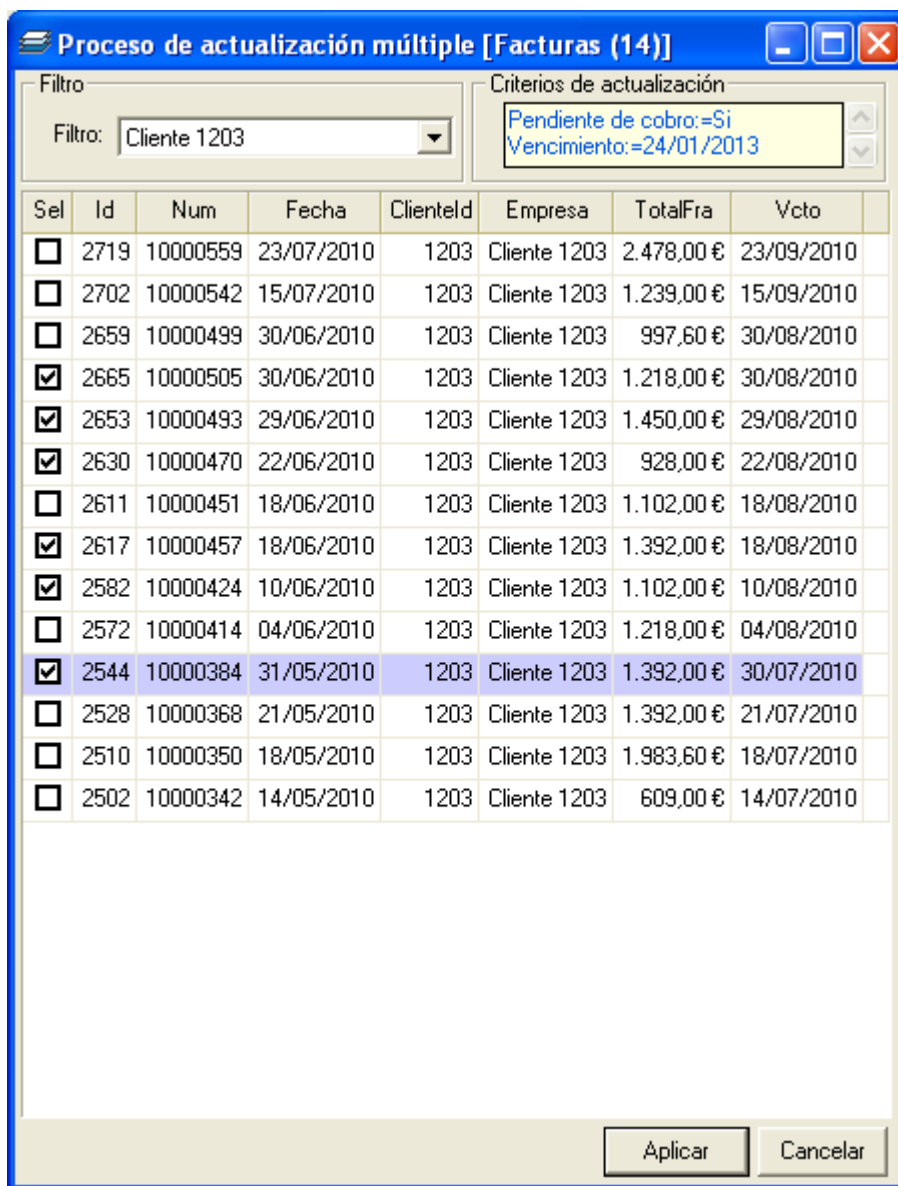 Proceso de actualización múltiple [Facturas (14)]
Filtro
Criterios de actualización
Filtro: Cliente 1203
Pendiente de cobro:=Si
Vencimiento:=24/01/2013
Sel Id Num Fecha ClienteId Empresa TotalFra Vcto
2719 10000559 23/07/2010 1203 Cliente 1203 2.478,00 € 23/09/2010
2702 10000542 15/07/2010 1203 Cliente 1203 1.239,00 € 15/09/2010
2659 10000499 30/06/2010 1203 Cliente 1203 997,60 € 30/08/2010
2665 10000505 30/06/2010 1203 Cliente 1203 1.218,00 € 30/08/2010
2653 10000493 29/06/2010 1203 Cliente 1203 1.450,00 € 29/08/2010
2630 10000470 22/06/2010 1203 Cliente 1203 928,00 € 22/08/2010
2611 10000451 18/06/2010 1203 Cliente 1203 1.102,00 € 18/08/2010
2617 10000457 18/06/2010 1203 Cliente 1203 1.392,00 € 18/08/2010
2582 10000424 10/06/2010 1203 Cliente 1203 1.102,00 € 10/08/2010
2572 10000414 04/06/2010 1203 Cliente 1203 1.218,00 € 04/08/2010
2544 10000384 31/05/2010 1203 Cliente 1203 1.392,00 € 30/07/2010
2528 10000368 21/05/2010 1203 Cliente 1203 1.392,00 € 21/07/2010
2510 10000350 18/05/2010 1203 Cliente 1203 1.983,60 € 18/07/2010
2502 10000342 14/05/2010 1203 Cliente 1203 609,00 € 14/07/2010
Aplicar Cancelar